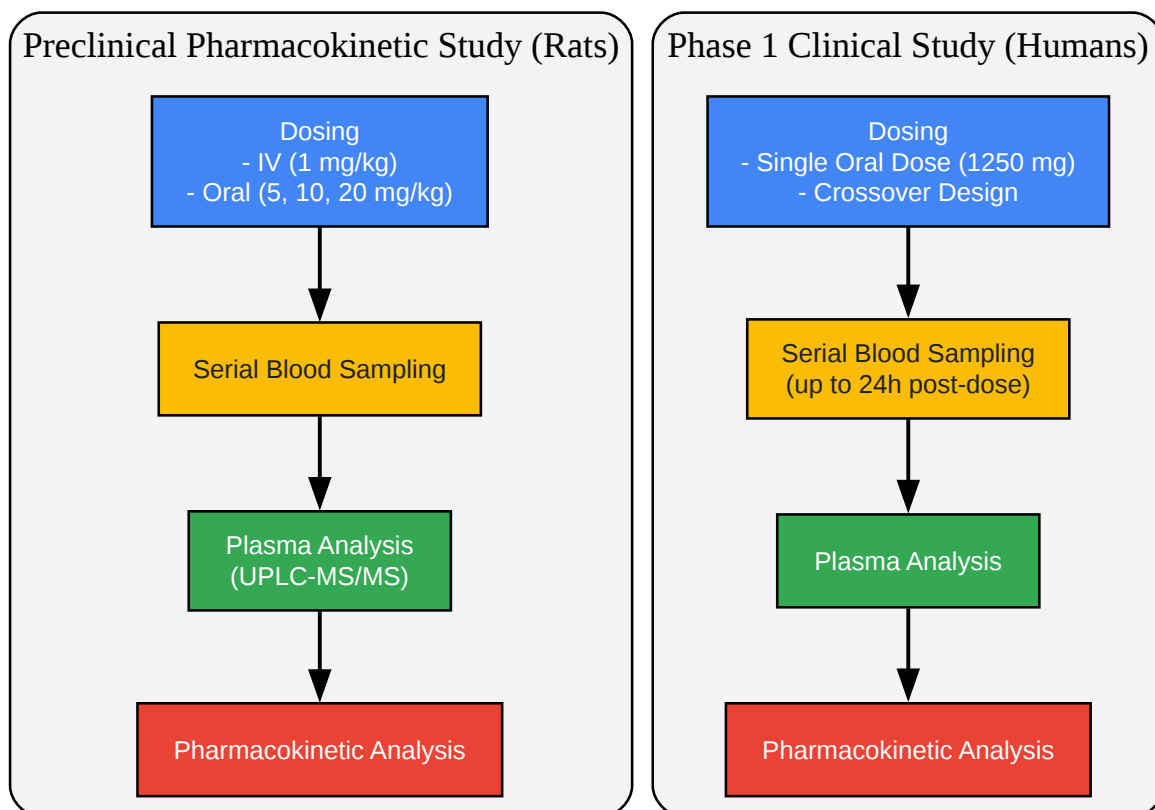 Preclinical Pharmacokinetic Study (Rats)
Dosing
- IV (1 mg/kg)
- Oral (5, 10, 20 mg/kg)
Serial Blood Sampling
Plasma Analysis
(UPLC-MS/MS)
Pharmacokinetic Analysis
Phase 1 Clinical Study (Humans)
Dosing
- Single Oral Dose (1250 mg)
- Crossover Design
Serial Blood Sampling
(up to 24h post-dose)
Plasma Analysis
Pharmacokinetic Analysis